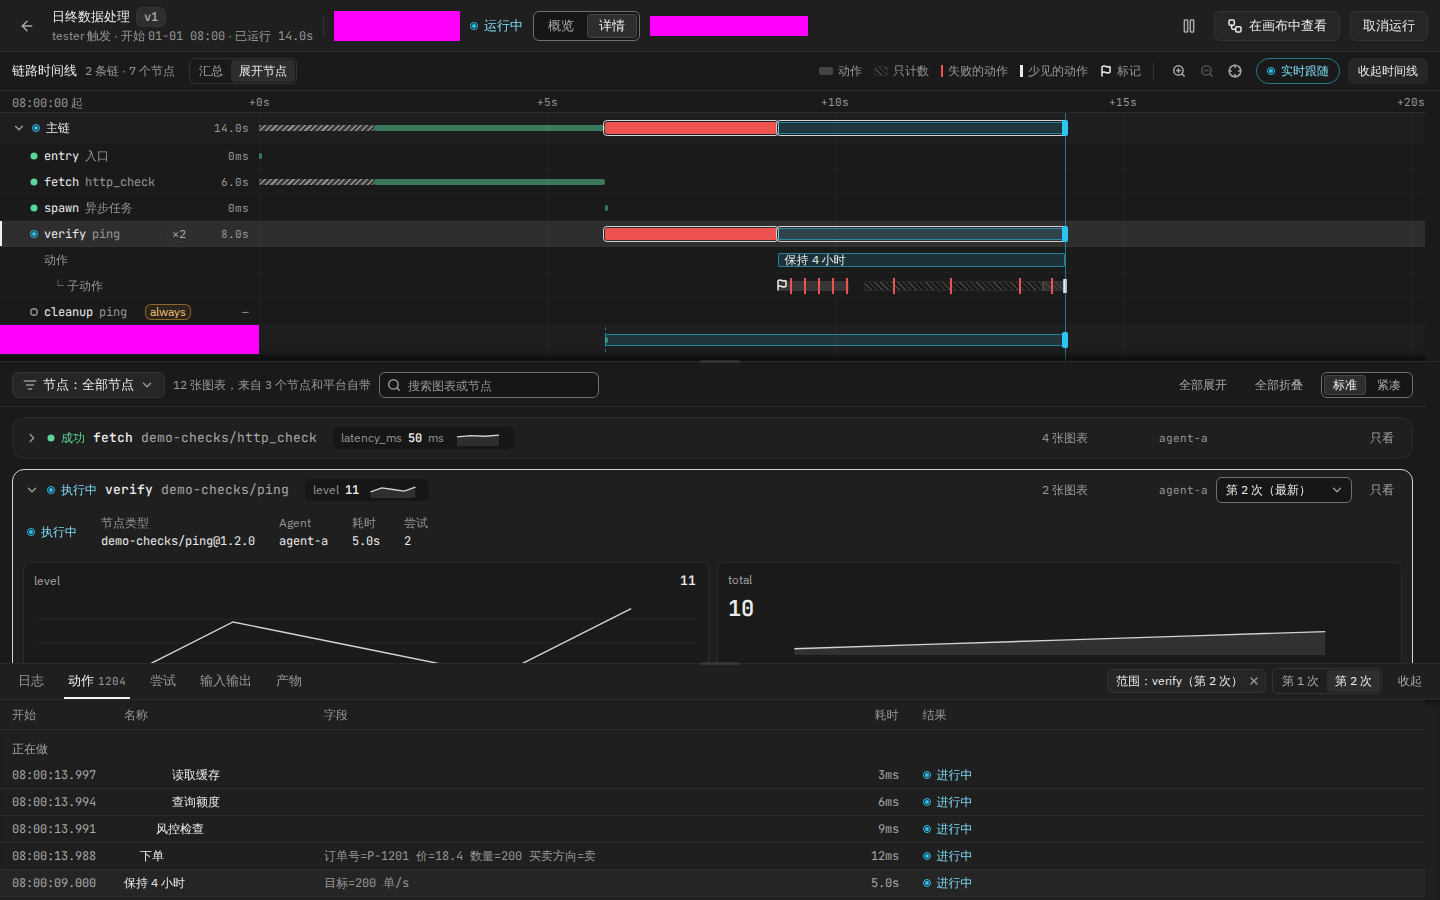 日终数据处理 v1
tester 触发 · 开始 01-01 08:00 · 已运行 14.0s
运行中 概览 详情
在画布中查看 取消运行
链路时间线 2 条链 · 7 个节点 汇总 展开节点
动作 只计数 失败的动作 少见的动作 标记 实时跟随 收起时间线
08:00:00 起 +0s +5s +10s +15s +20s
主链 14.0s
entry 入口 0ms
fetch http_check 6.0s
spawn 异步任务 0ms
verify ping ×2 8.0s
动作 保持 4 小时
└ 子动作
cleanup ping always —
节点：全部节点 12 张图表，来自 3 个节点和平台自带 搜索图表或节点 全部展开 全部折叠 标准 紧凑
成功 fetch demo-checks/http_check latency_ms 50 ms 4 张图表 agent-a 只看
执行中 verify demo-checks/ping level 11 2 张图表 agent-a 第 2 次（最新） 只看
节点类型 Agent 耗时 尝试
执行中 demo-checks/ping@1.2.0 agent-a 5.0s 2
level 11 total
10
日志 动作 1204 尝试 输入输出 产物 范围：verify（第 2 次） ✕ 第 1 次 第 2 次 收起
开始 名称 字段 耗时 结果
正在做
08:00:13.997 读取缓存 3ms 进行中
08:00:13.994 查询额度 6ms 进行中
08:00:13.991 风控检查 9ms 进行中
08:00:13.988 下单 订单号=P-1201 价=18.4 数量=200 买卖方向=卖 12ms 进行中
08:00:09.000 保持 4 小时 目标=200 单/s 5.0s 进行中